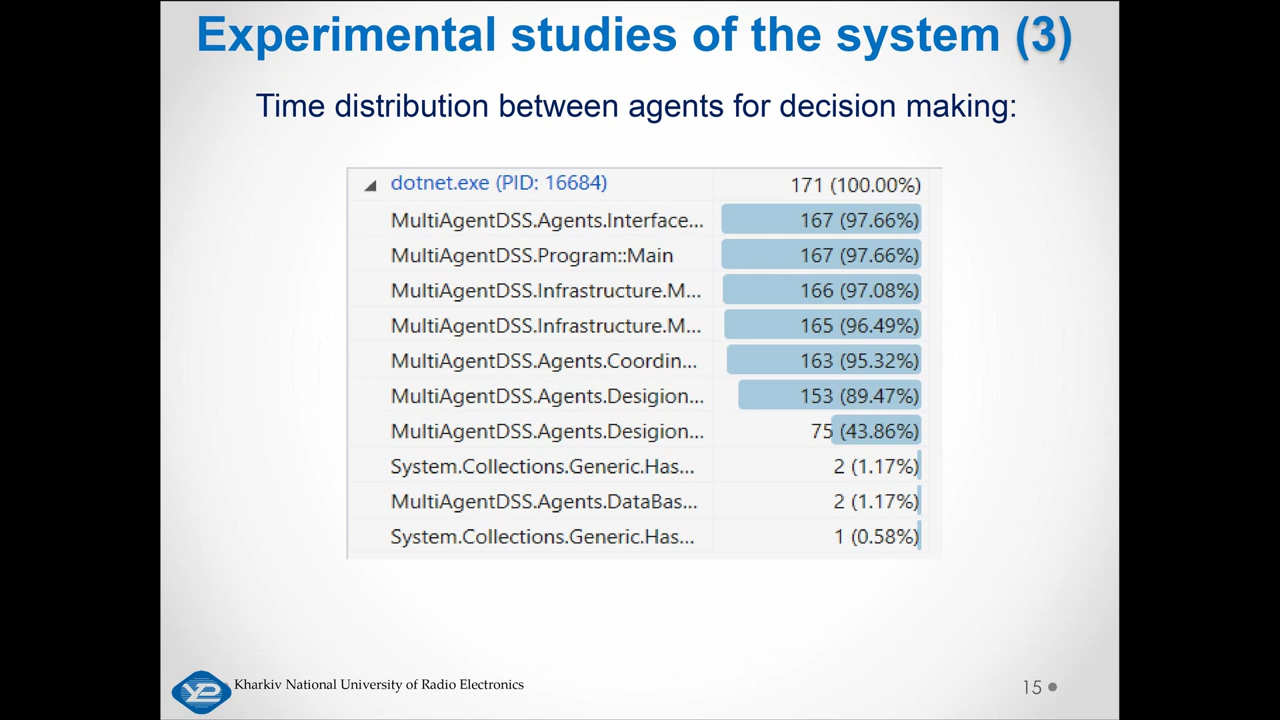 Experimental studies of the system (3)
Time distribution between agents for decision making:
dotnet.exe (PID: 16684) 171 (100.00%)
MultiAgentDSS.Agents.Interface... 167 (97.66%)
MultiAgentDSS.Program::Main 167 (97.66%)
MultiAgentDSS.Infrastructure.M... 166 (97.08%)
MultiAgentDSS.Infrastructure.M... 165 (96.49%)
MultiAgentDSS.Agents.Coordin... 163 (95.32%)
MultiAgentDSS.Agents.Desigion... 153 (89.47%)
MultiAgentDSS.Agents.Desigion... 75 (43.86%)
System.Collections.Generic.Has... 2 (1.17%)
MultiAgentDSS.Agents.DataBas... 2 (1.17%)
System.Collections.Generic.Has... 1 (0.58%)
Kharkiv National University of Radio Electronics
15